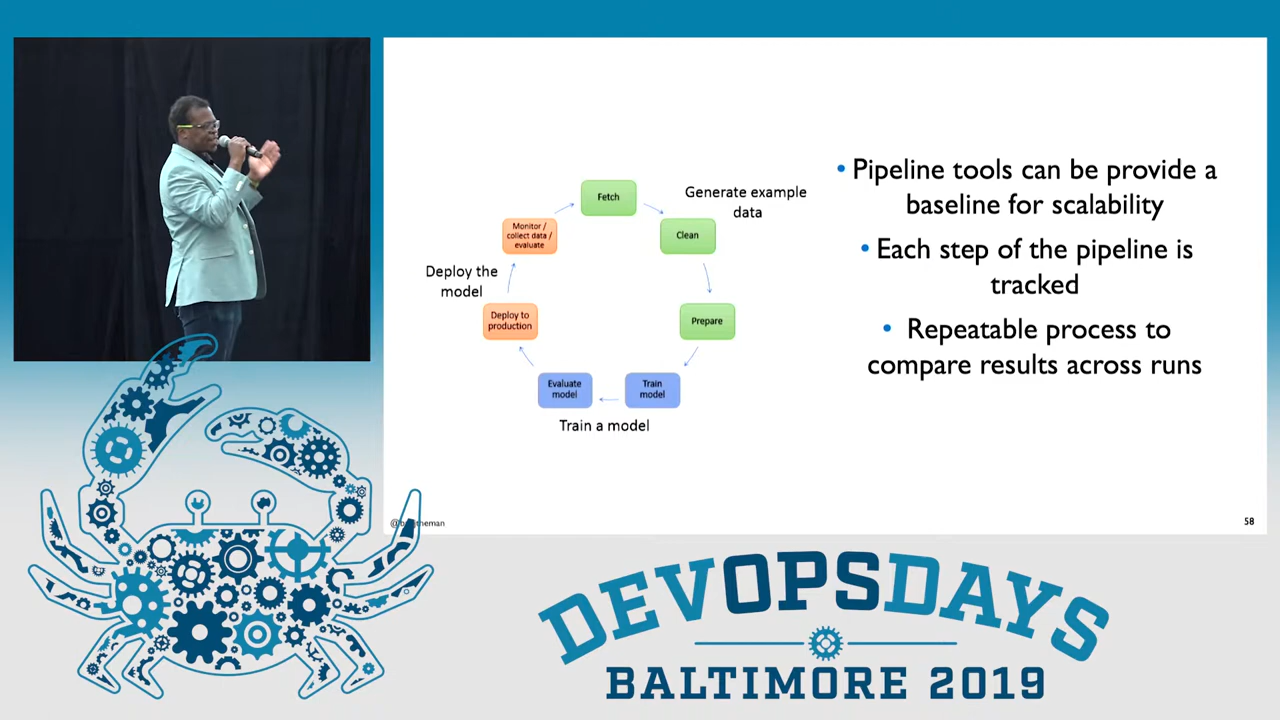 Fetch
Generate example
data
Monitor /
collect data /
evaluate
Clean
Deploy the
model
Deploy to
production
Prepare
Evaluate
model
Train
model
Train a model
• Pipeline tools can be provide a
baseline for scalability
• Each step of the pipeline is
tracked
• Repeatable process to
compare results across runs
58
DEVOPSDAYS
BALTIMORE 2019